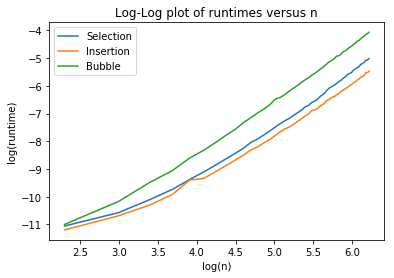 Log-Log plot of runtimes versus n
Selection
Insertion
Bubble
log(runtime)
−4
−5
−6
−7
−8
−9
−10
−11
2.5 3.0 3.5 4.0 4.5 5.0 5.5 6.0
log(n)